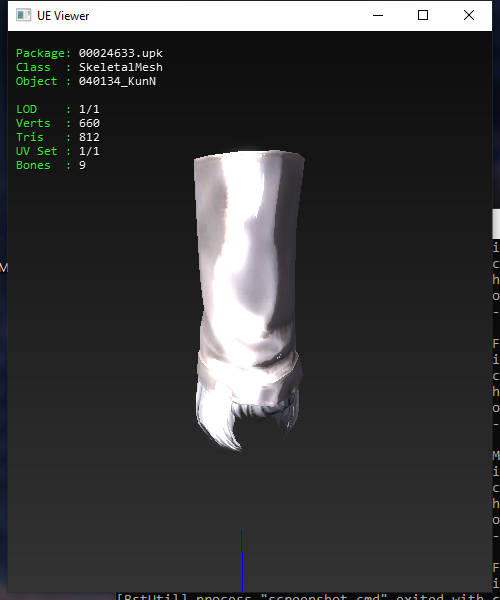 UE Viewer
Package: 00024633.upk
Class : SkeletalMesh
Object : 040134_KunN
LOD : 1/1
Verts : 660
Tris : 812
UV Set : 1/1
Bones : 9
M
i
c
h
o
-
F
i
c
h
o
-
M
i
c
h
o
-
F
i
[BstUtil] process "screenshot.cmd" exited with c